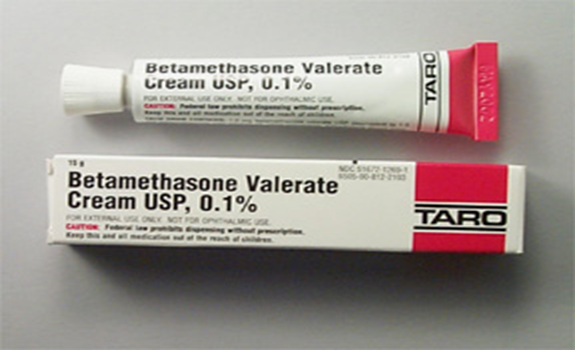 Betamethasone Valerate
Cream USP, 0.1%
FOR EXTERNAL USE ONLY. NOT FOR OPHTHALMIC USE.
CAUTION: Federal law prohibits dispensing without prescription.
Keep this and all medication out of the reach of children.
TARO
15 g
NDC 51672-1269-1
6505-00-812-2193
Betamethasone Valerate
Cream USP, 0.1%
FOR EXTERNAL USE ONLY. NOT FOR OPHTHALMIC USE.
CAUTION: Federal law prohibits dispensing without prescription.
Keep this and all medication out of the reach of children.
TARO